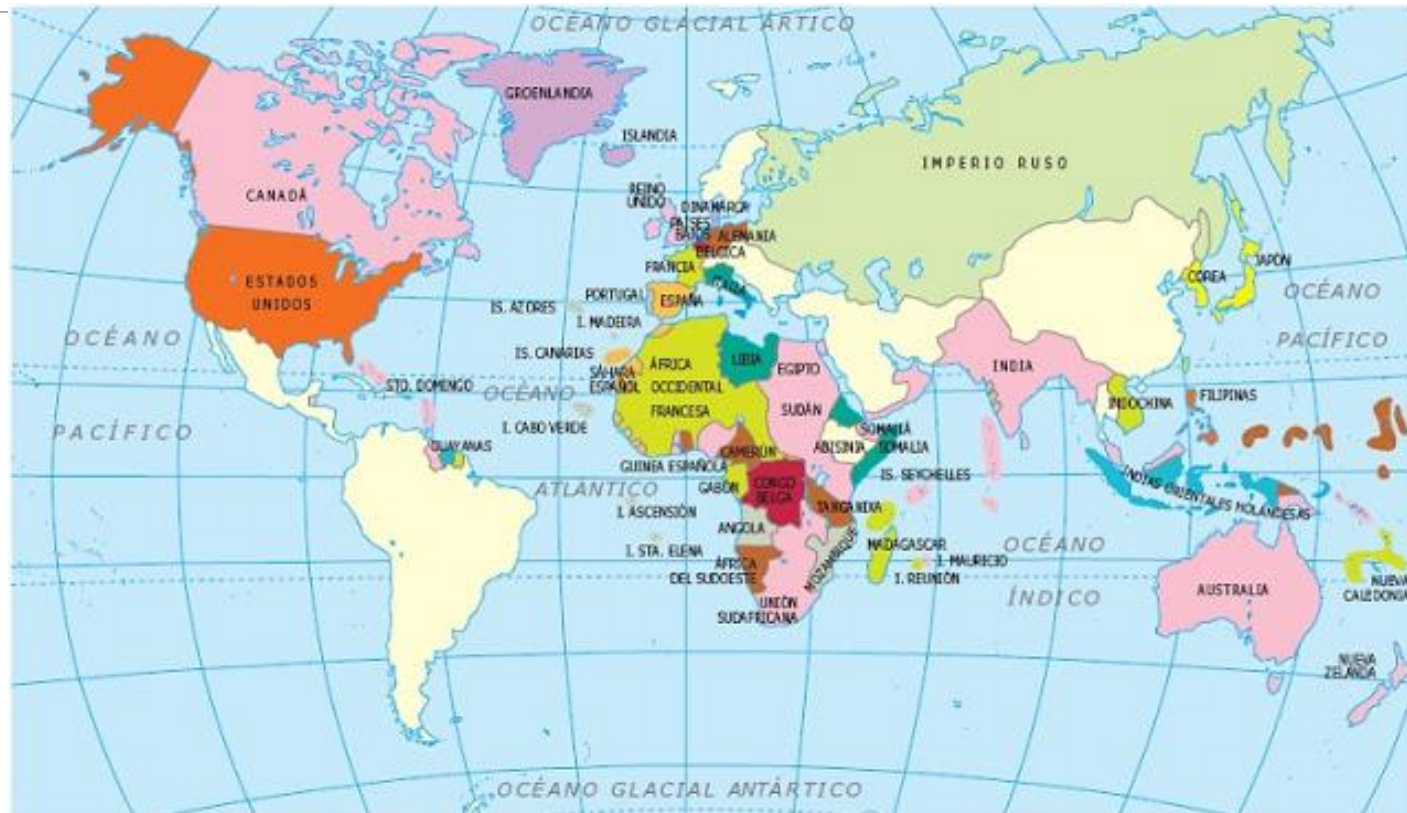 OCÉANO GLACIAL ÁRTICO
GROENLANDIA
ISLANDIA
IMPERIO RUSO
CANADÁ
REINO
UNIDO
DINAMARCA
PAÍSES
BAJOS
ALEMANIA
BÉLGICA
FRANCIA
ITALIA
ESTADOS
UNIDOS
PORTUGAL
ESPAÑA
IS. AZORES
I. MADEIRA
COREA
JAPÓN
OCÉANO
PACÍFICO
OCÉANO
PACÍFICO
IS. CANARIAS
SÁHARA
ESPAÑOL
ÁFRICA
OCCIDENTAL
FRANCESA
LIBIA
EGIPTO
INDIA
STO. DOMINGO
OCÉANO
ATLANTICO
SUDÁN
INDOCHINA
FILIPINAS
I. CABO VERDE
GUAYANAS
SOMALIA
ABISINIA
SOMALIA
CAMERÚN
GUINEA ESPAÑOLA
GABÓN
CONGO
BELGA
IS. SEYCHELLES
INDIAS ORIENTALES HOLANDESAS
I. ASCENSIÓN
ANGOLA
TANGANIKA
I. STA. ELENA
MADAGASCAR
MOZAMBIQUE
I. MAURICIO
I. REUNIÓN
ÁFRICA
DEL SUDOESTE
OCÉANO
ÍNDICO
UNIÓN
SUDAFRICANA
AUSTRALIA
NUEVA
CALEDONIA
NUEVA
ZELANDA
OCÉANO GLACIAL ANTÁRTICO